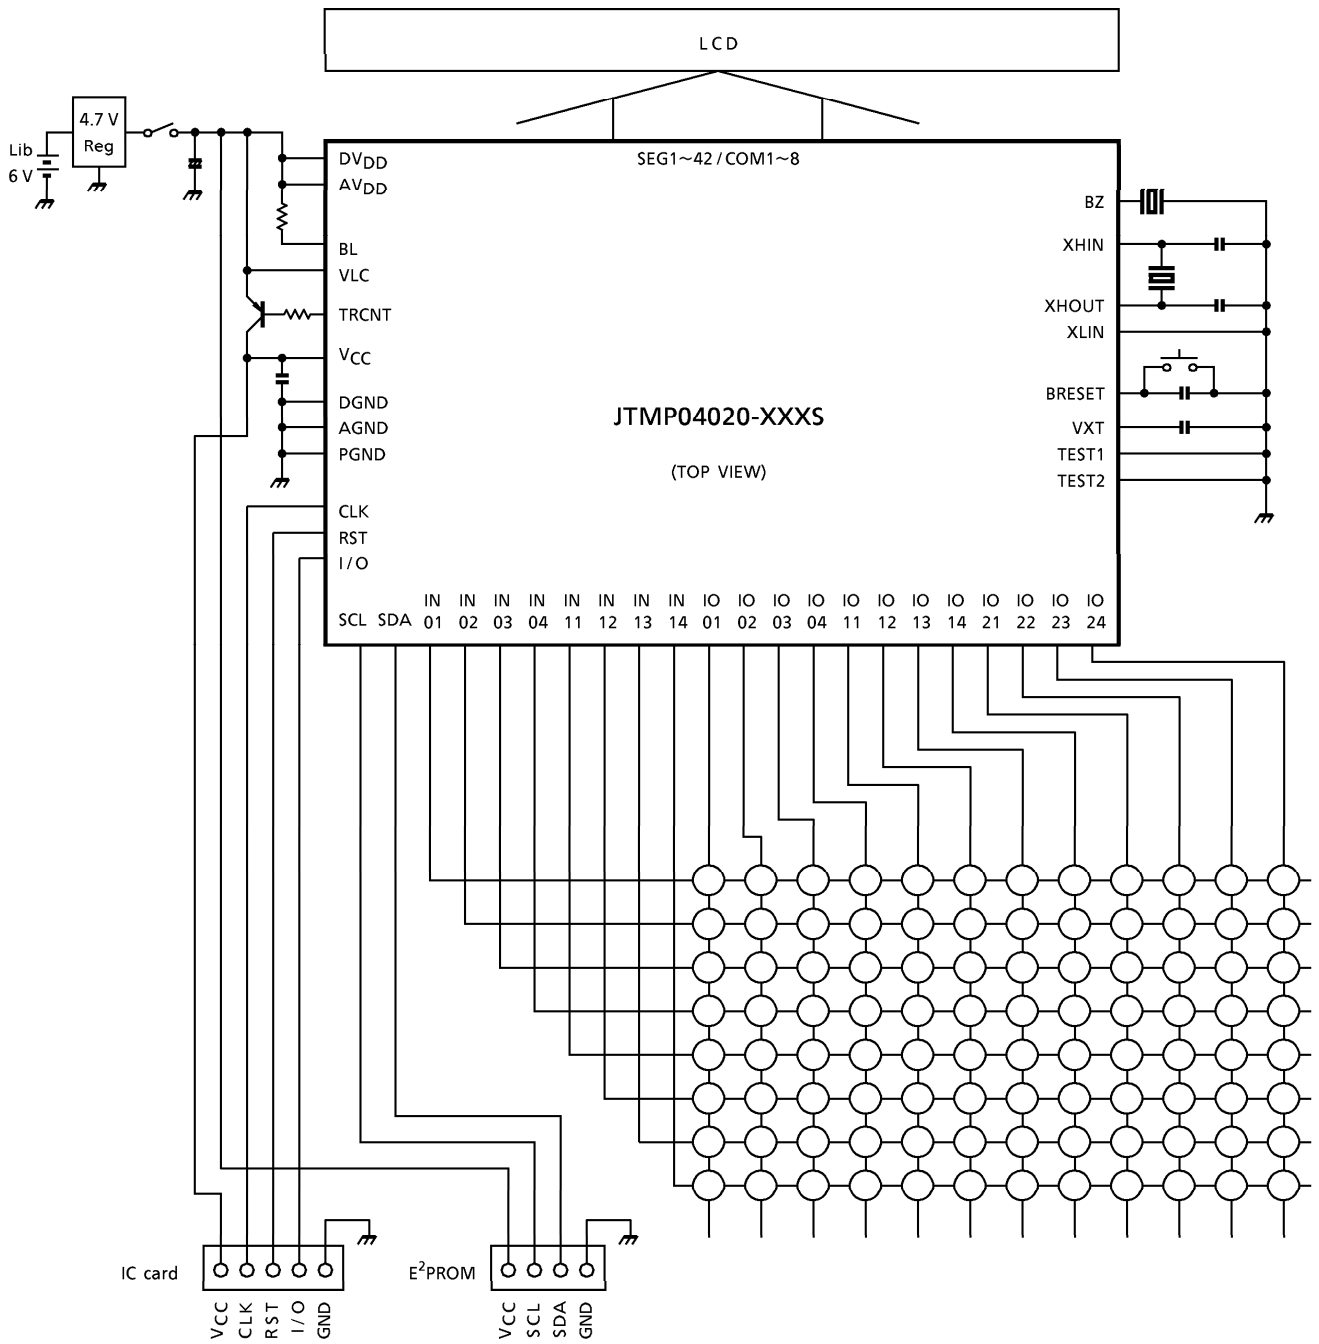 LCD
4.7 V
Reg
Lib
6 V
SEG1~42 / COM1~8
DVDD
AVDD
BL
VLC
TRCNT
VCC
DGND
AGND
PGND
CLK
RST
I / O
BZ
XHIN
XHOUT
XLIN
BRESET
VXT
TEST1
TEST2
JTMP04020-XXXS
(TOP VIEW)
IN IN IN IN IN IN IN IN IO IO IO IO IO IO IO IO IO IO IO IO
SCL SDA 01 02 03 04 11 12 13 14 01 02 03 04 11 12 13 14 21 22 23 24
IC card
VCC
CLK
RST
I / O
GND
E²PROM
VCC
SCL
SDA
GND